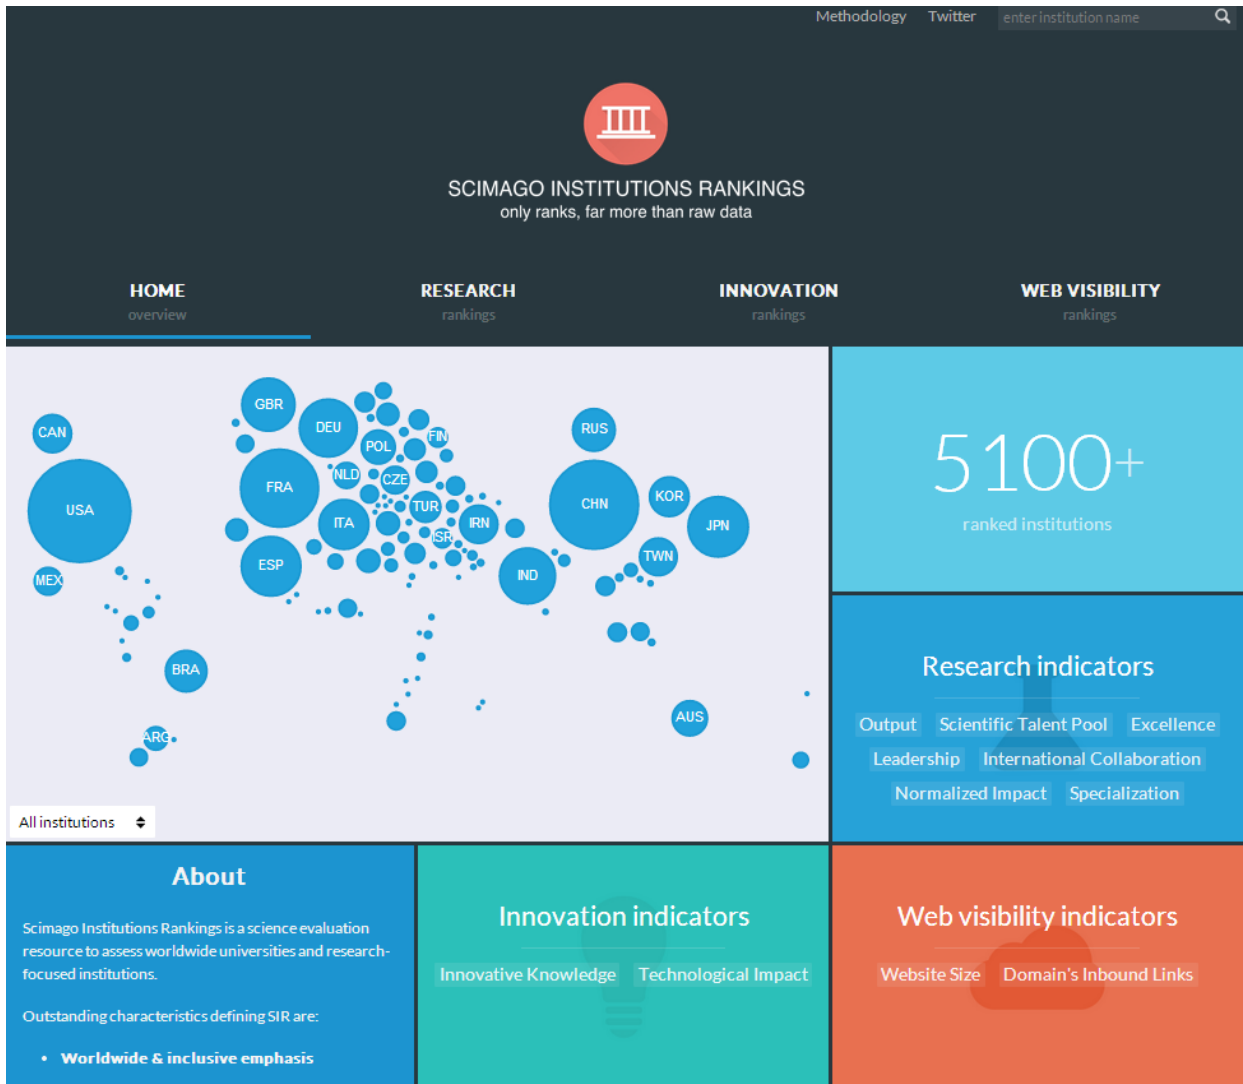 Methodology Twitter enter institution name
SCIMAGO INSTITUTIONS RANKINGS
only ranks, far more than raw data
HOME RESEARCH INNOVATION WEB VISIBILITY
overview rankings rankings rankings
GBR
CAN
DEU
POL
FIN
RUS
FRA
NLD
CZE
USA
ITA
TUR
IRN
ISR
CHN
KOR
JPN
TWN
ESP
IND
MEX
BRA
ARG
AUS
All institutions
5100+
ranked institutions
Research indicators
Output Scientific Talent Pool Excellence
Leadership International Collaboration
Normalized Impact Specialization
About
Scimago Institutions Rankings is a science evaluation
resource to assess worldwide universities and research-
focused institutions.
Outstanding characteristics defining SIR are:
• Worldwide & inclusive emphasis
Innovation indicators
Innovative Knowledge Technological Impact
Web visibility indicators
Website Size Domain's Inbound Links